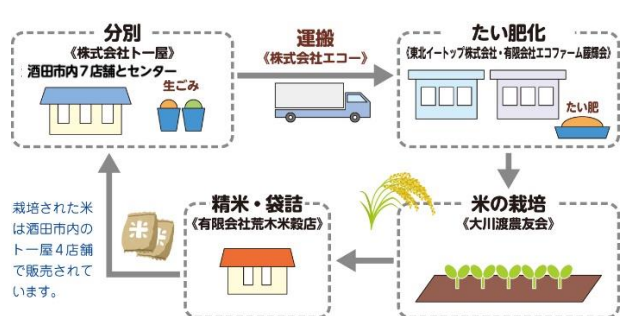 分別
《株式会社トー屋》
酒田市内7店舗とセンター
生ごみ
運搬
《株式会社エコー》
たい肥化
《東北イートップ株式会社・有限会社エコファーム藤輝会》
たい肥
米の栽培
《大川渡農友会》
精米・袋詰
《有限会社荒木米穀店》
米
米
栽培された米
は酒田市内の
トー屋4店舗
で販売されて
います。